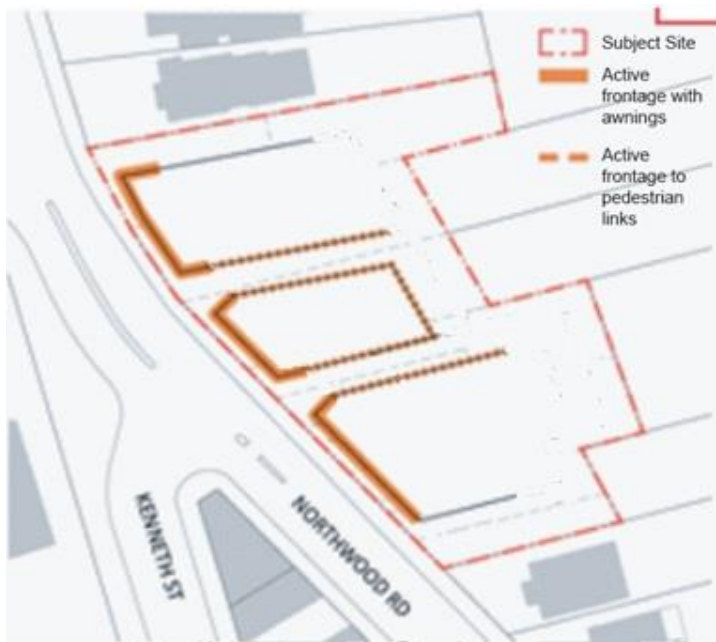 Subject Site
Active
frontage with
awnings
Active
frontage to
pedestrian
links
KENNETH ST
NORTHWOOD RD